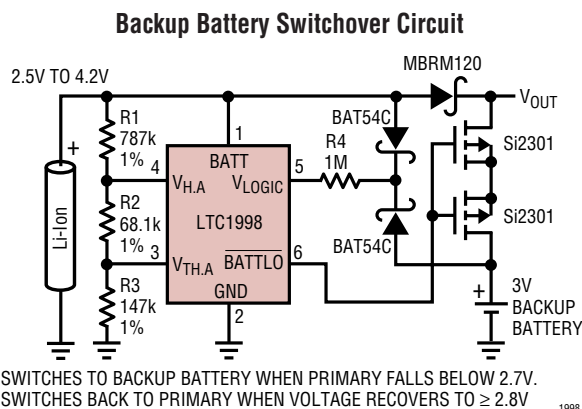 Backup Battery Switchover Circuit
MBRM120
2.5V TO 4.2V
VOUT
R1
787k
1%
BAT54C
R4
1M
Si2301
1
BATT
4
VH.A
VLOGIC
5
+
Li-Ion
R2
68.1k
1%
LTC1998
Si2301
3
VTH.A
BATTLO
6
BAT54C
R3
147k
1%
GND
2
+
3V
BACKUP
BATTERY
SWITCHES TO BACKUP BATTERY WHEN PRIMARY FALLS BELOW 2.7V.
SWITCHES BACK TO PRIMARY WHEN VOLTAGE RECOVERS TO ≥ 2.8V
1998